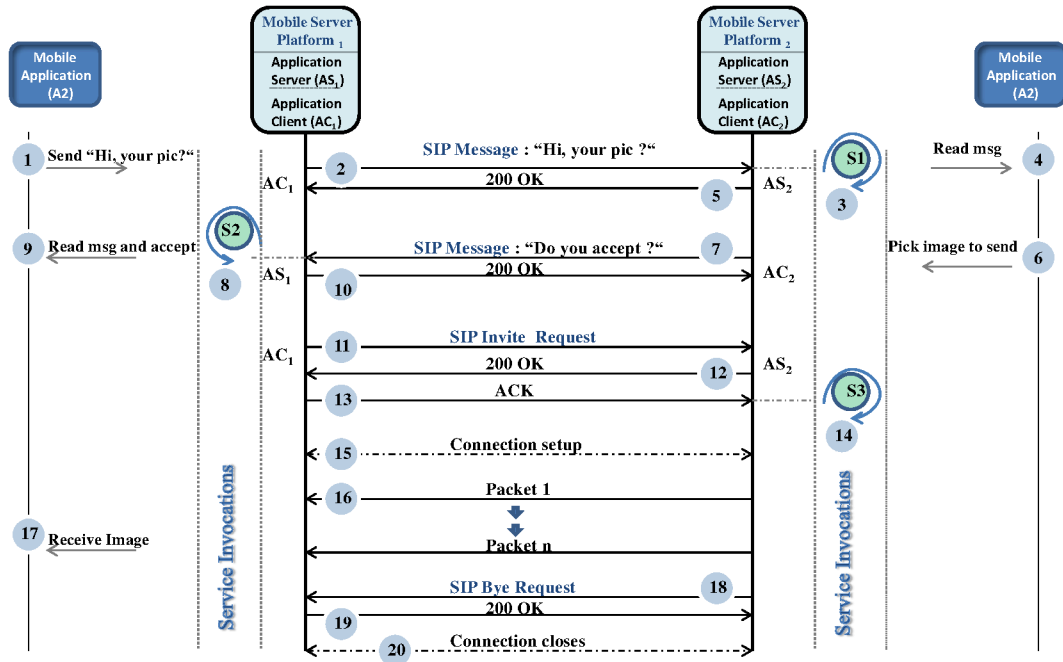 Mobile Server
Platform 1
Application
Server (AS1)
Application
Client (AC1)
Mobile Server
Platform 2
Application
Server (AS2)
Application
Client (AC2)
Mobile
Application
(A2)
Mobile
Application
(A2)
1
Send “Hi, your pic?“
2
SIP Message : “Hi, your pic ?“
S1
Read msg
4
AC1
200 OK
5
AS2
3
S2
9
Read msg and accept
SIP Message : “Do you accept ?“
7
Pick image to send
6
8
AS1
10
200 OK
AC2
11
SIP Invite Request
AC1
200 OK
12
AS2
13
ACK
S3
14
15
Connection setup
16
Packet 1
17
Receive Image
Packet n
SIP Bye Request
18
19
200 OK
20
Connection closes
Service Invocations
Service Invocations